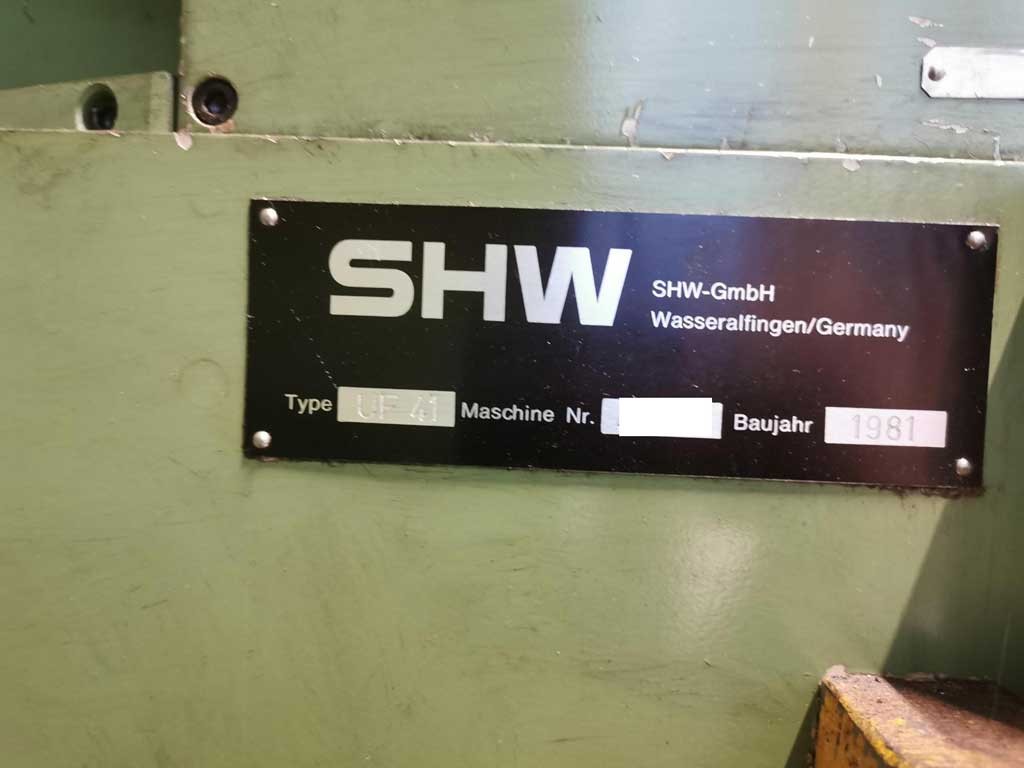 SHW
SHW-GmbH
Wasseralfingen/Germany
Type UF 41 Maschine Nr. Baujahr 1981